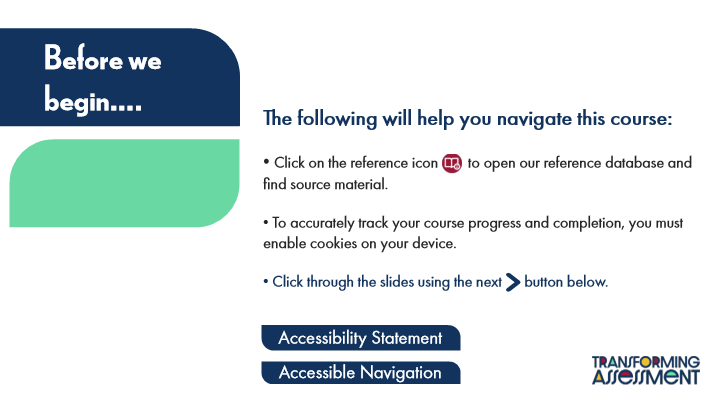 Before we
begin....
The following will help you navigate this course:
• Click on the reference icon to open our reference database and
find source material.
• To accurately track your course progress and completion, you must
enable cookies on your device.
• Click through the slides using the next button below.
Accessibility Statement
Accessible Navigation
TRANSFORMING
ASSESSMENT